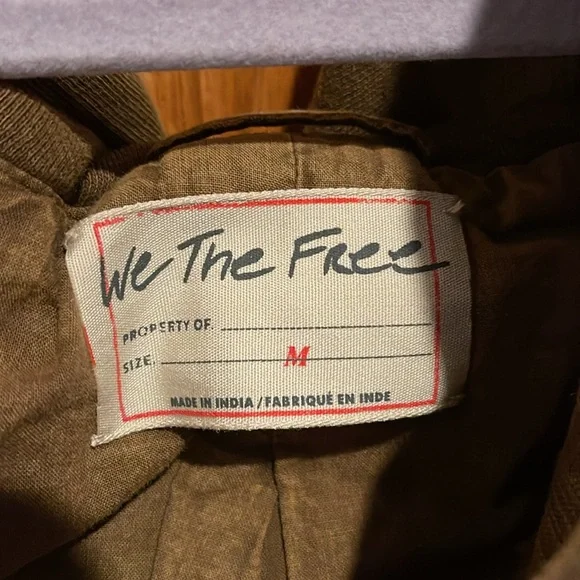 We The Free
PROPERTY OF.
SIZE. M
MADE IN INDIA / FABRIQUÉ EN INDE